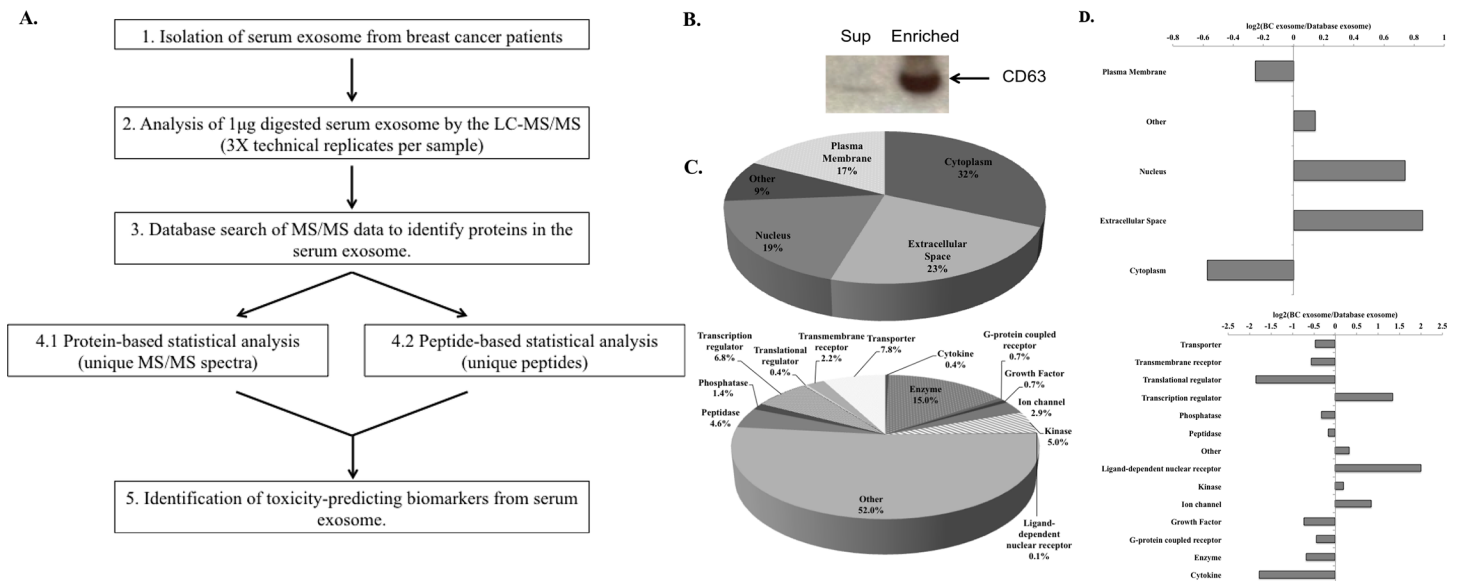 A.
1. Isolation of serum exosome from breast cancer patients
2. Analysis of 1µg digested serum exosome by the LC-MS/MS
(3X technical replicates per sample)
3. Database search of MS/MS data to identify proteins in the
serum exosome.
4.1 Protein-based statistical analysis
(unique MS/MS spectra)
4.2 Peptide-based statistical analysis
(unique peptides)
5. Identification of toxicity-predicting biomarkers from serum
exosome.
B.
Sup Enriched
CD63
C.
Plasma
Membrane
17%
Cytoplasm
32%
Other
9%
Nucleus
19%
Extracellular
Space
23%
Transcription
regulator
6.8%
Translational
regulator
0.4%
Transmembrane
receptor
2.2%
Transporter
7.8%
Cytokine
0.4%
G-protein coupled
receptor
0.7%
Growth Factor
0.7%
Ion channel
2.9%
Kinase
5.0%
Enzyme
15.0%
Phosphatase
1.4%
Peptidase
4.6%
Other
52.0%
Ligand-
dependent
nuclear receptor
0.1%
D.
log2(BC exosome/Database exosome)
-0.8 -0.6 -0.4 -0.2 0 0.2 0.4 0.6 0.8 1
Plasma Membrane
Other
Nucleus
Extracellular Space
Cytoplasm
log2(BC exosome/Database exosome)
-2.5 -2 -1.5 -1 -0.5 0 0.5 1 1.5 2 2.5
Transporter
Transmembrane receptor
Translational regulator
Transcription regulator
Phosphatase
Peptidase
Other
Ligand-dependent nuclear receptor
Kinase
Ion channel
Growth Factor
G-protein coupled receptor
Enzyme
Cytokine